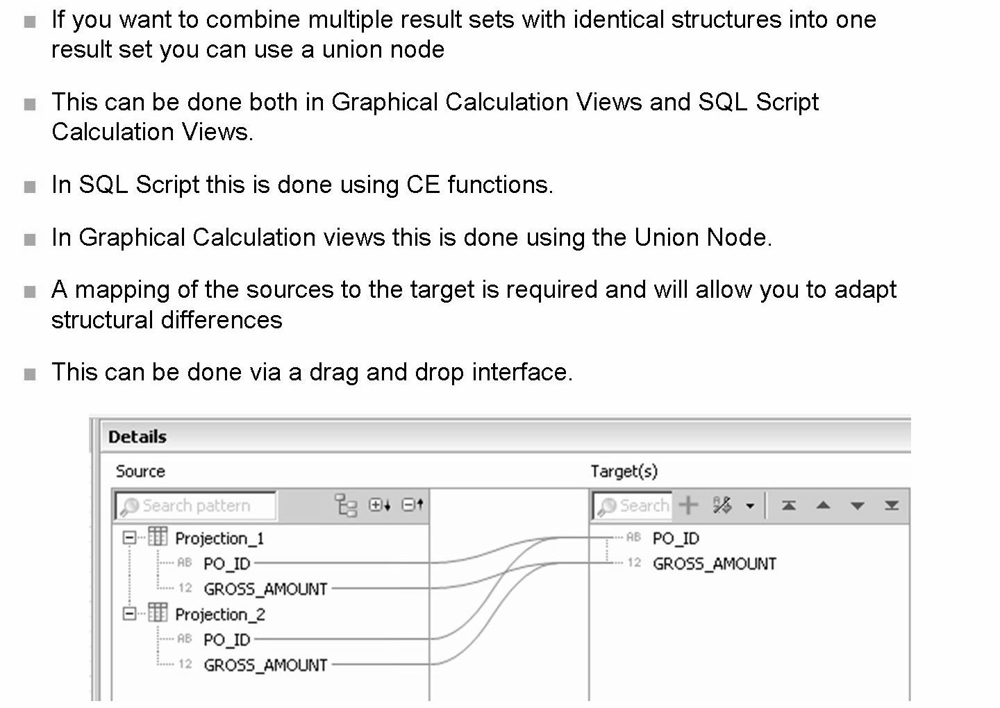 If you want to combine multiple result sets with identical structures into one
result set you can use a union node
This can be done both in Graphical Calculation Views and SQL Script
Calculation Views.
In SQL Script this is done using CE functions.
In Graphical Calculation views this is done using the Union Node.
A mapping of the sources to the target is required and will allow you to adapt
structural differences
This can be done via a drag and drop interface.
Details
Source
Target(s)
Search pattern
Search
Projection_1
AB PO_ID
12 GROSS_AMOUNT
Projection_2
AB PO_ID
12 GROSS_AMOUNT
AB PO_ID
12 GROSS_AMOUNT